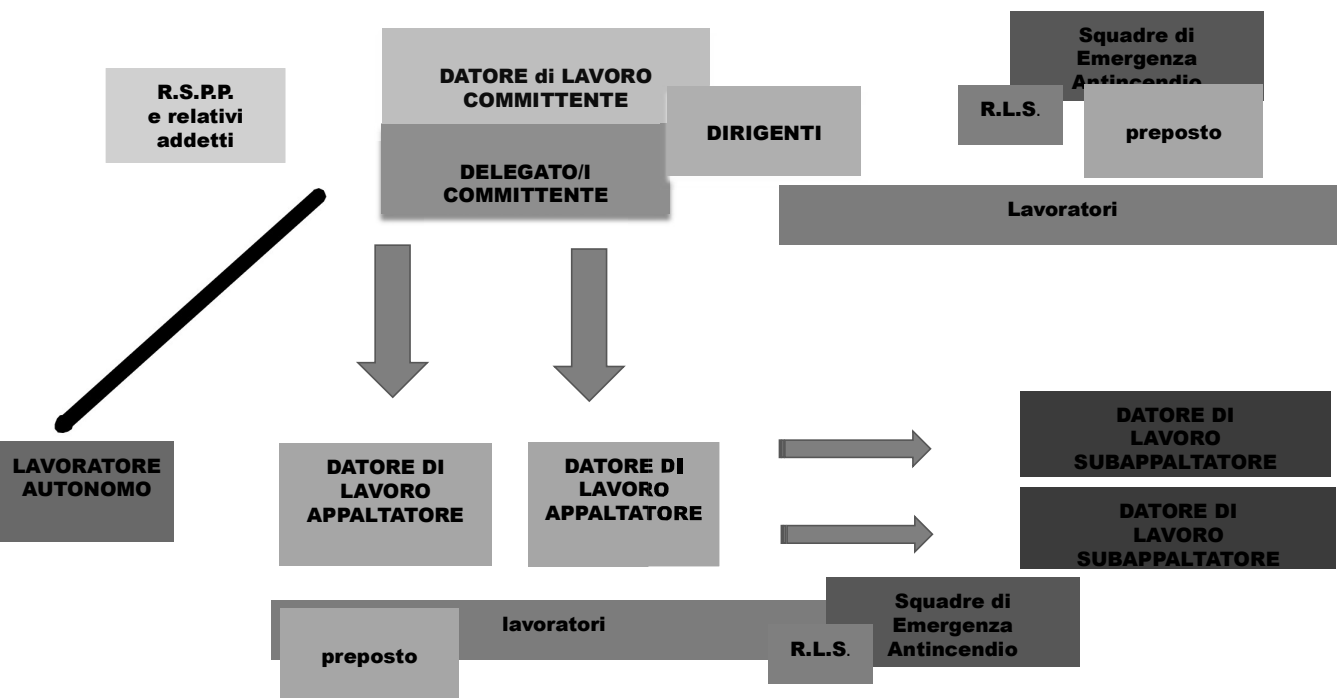 R.S.P.P.
e relativi
addetti
DATORE di LAVORO
COMMITTENTE
DELEGATO/I
COMMITTENTE
DIRIGENTI
Squadre di
Emergenza
Antincendio
R.L.S.
preposto
Lavoratori
LAVORATORE
AUTONOMO
DATORE DI
LAVORO
APPALTATORE
DATORE DI
LAVORO
APPALTATORE
DATORE DI
LAVORO
SUBAPPALTATORE
DATORE DI
LAVORO
SUBAPPALTATORE
lavoratori
preposto
R.L.S.
Squadre di
Emergenza
Antincendio